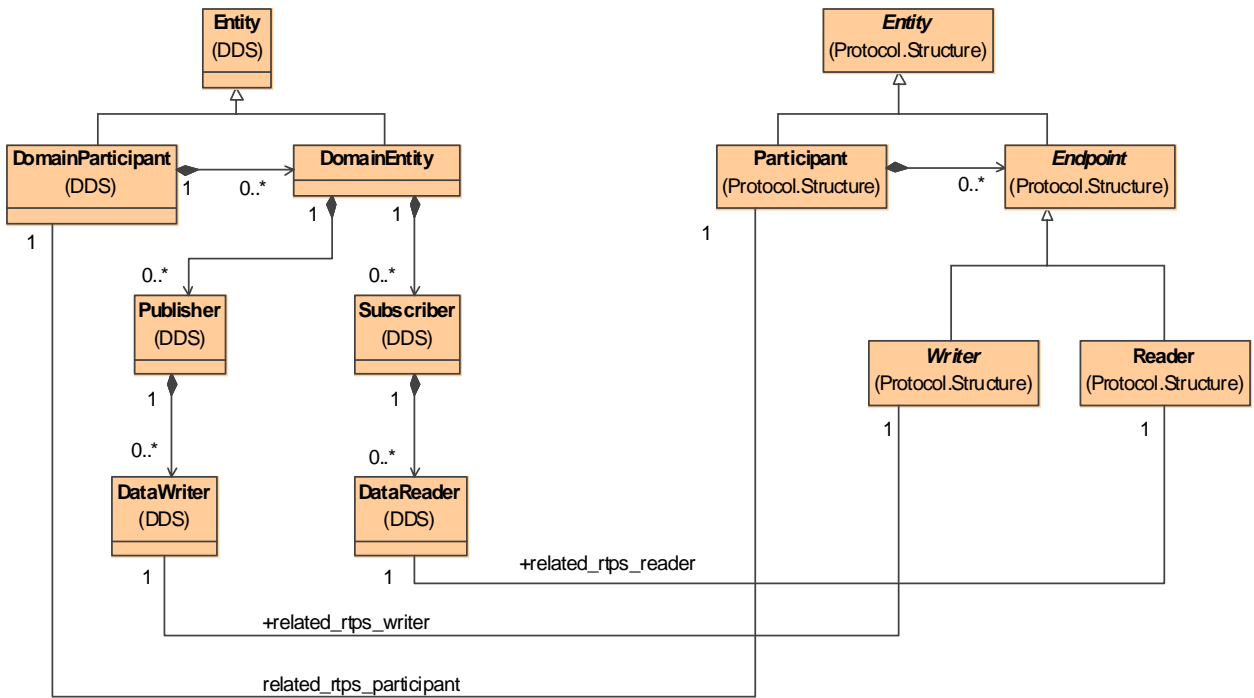 Entity
(DDS)
Entity
(Protocol.Structure)
DomainParticipant
(DDS)
1
0..*
DomainEntity
Participant
(Protocol.Structure)
0..*
Endpoint
(Protocol.Structure)
1
1
1
1
0..*
0..*
Publisher
(DDS)
Subscriber
(DDS)
Writer
(Protocol.Structure)
Reader
(Protocol.Structure)
1
1
1
1
0..*
0..*
DataWriter
(DDS)
DataReader
(DDS)
1
1
+related_rtps_reader
+related_rtps_writer
related_rtps_participant